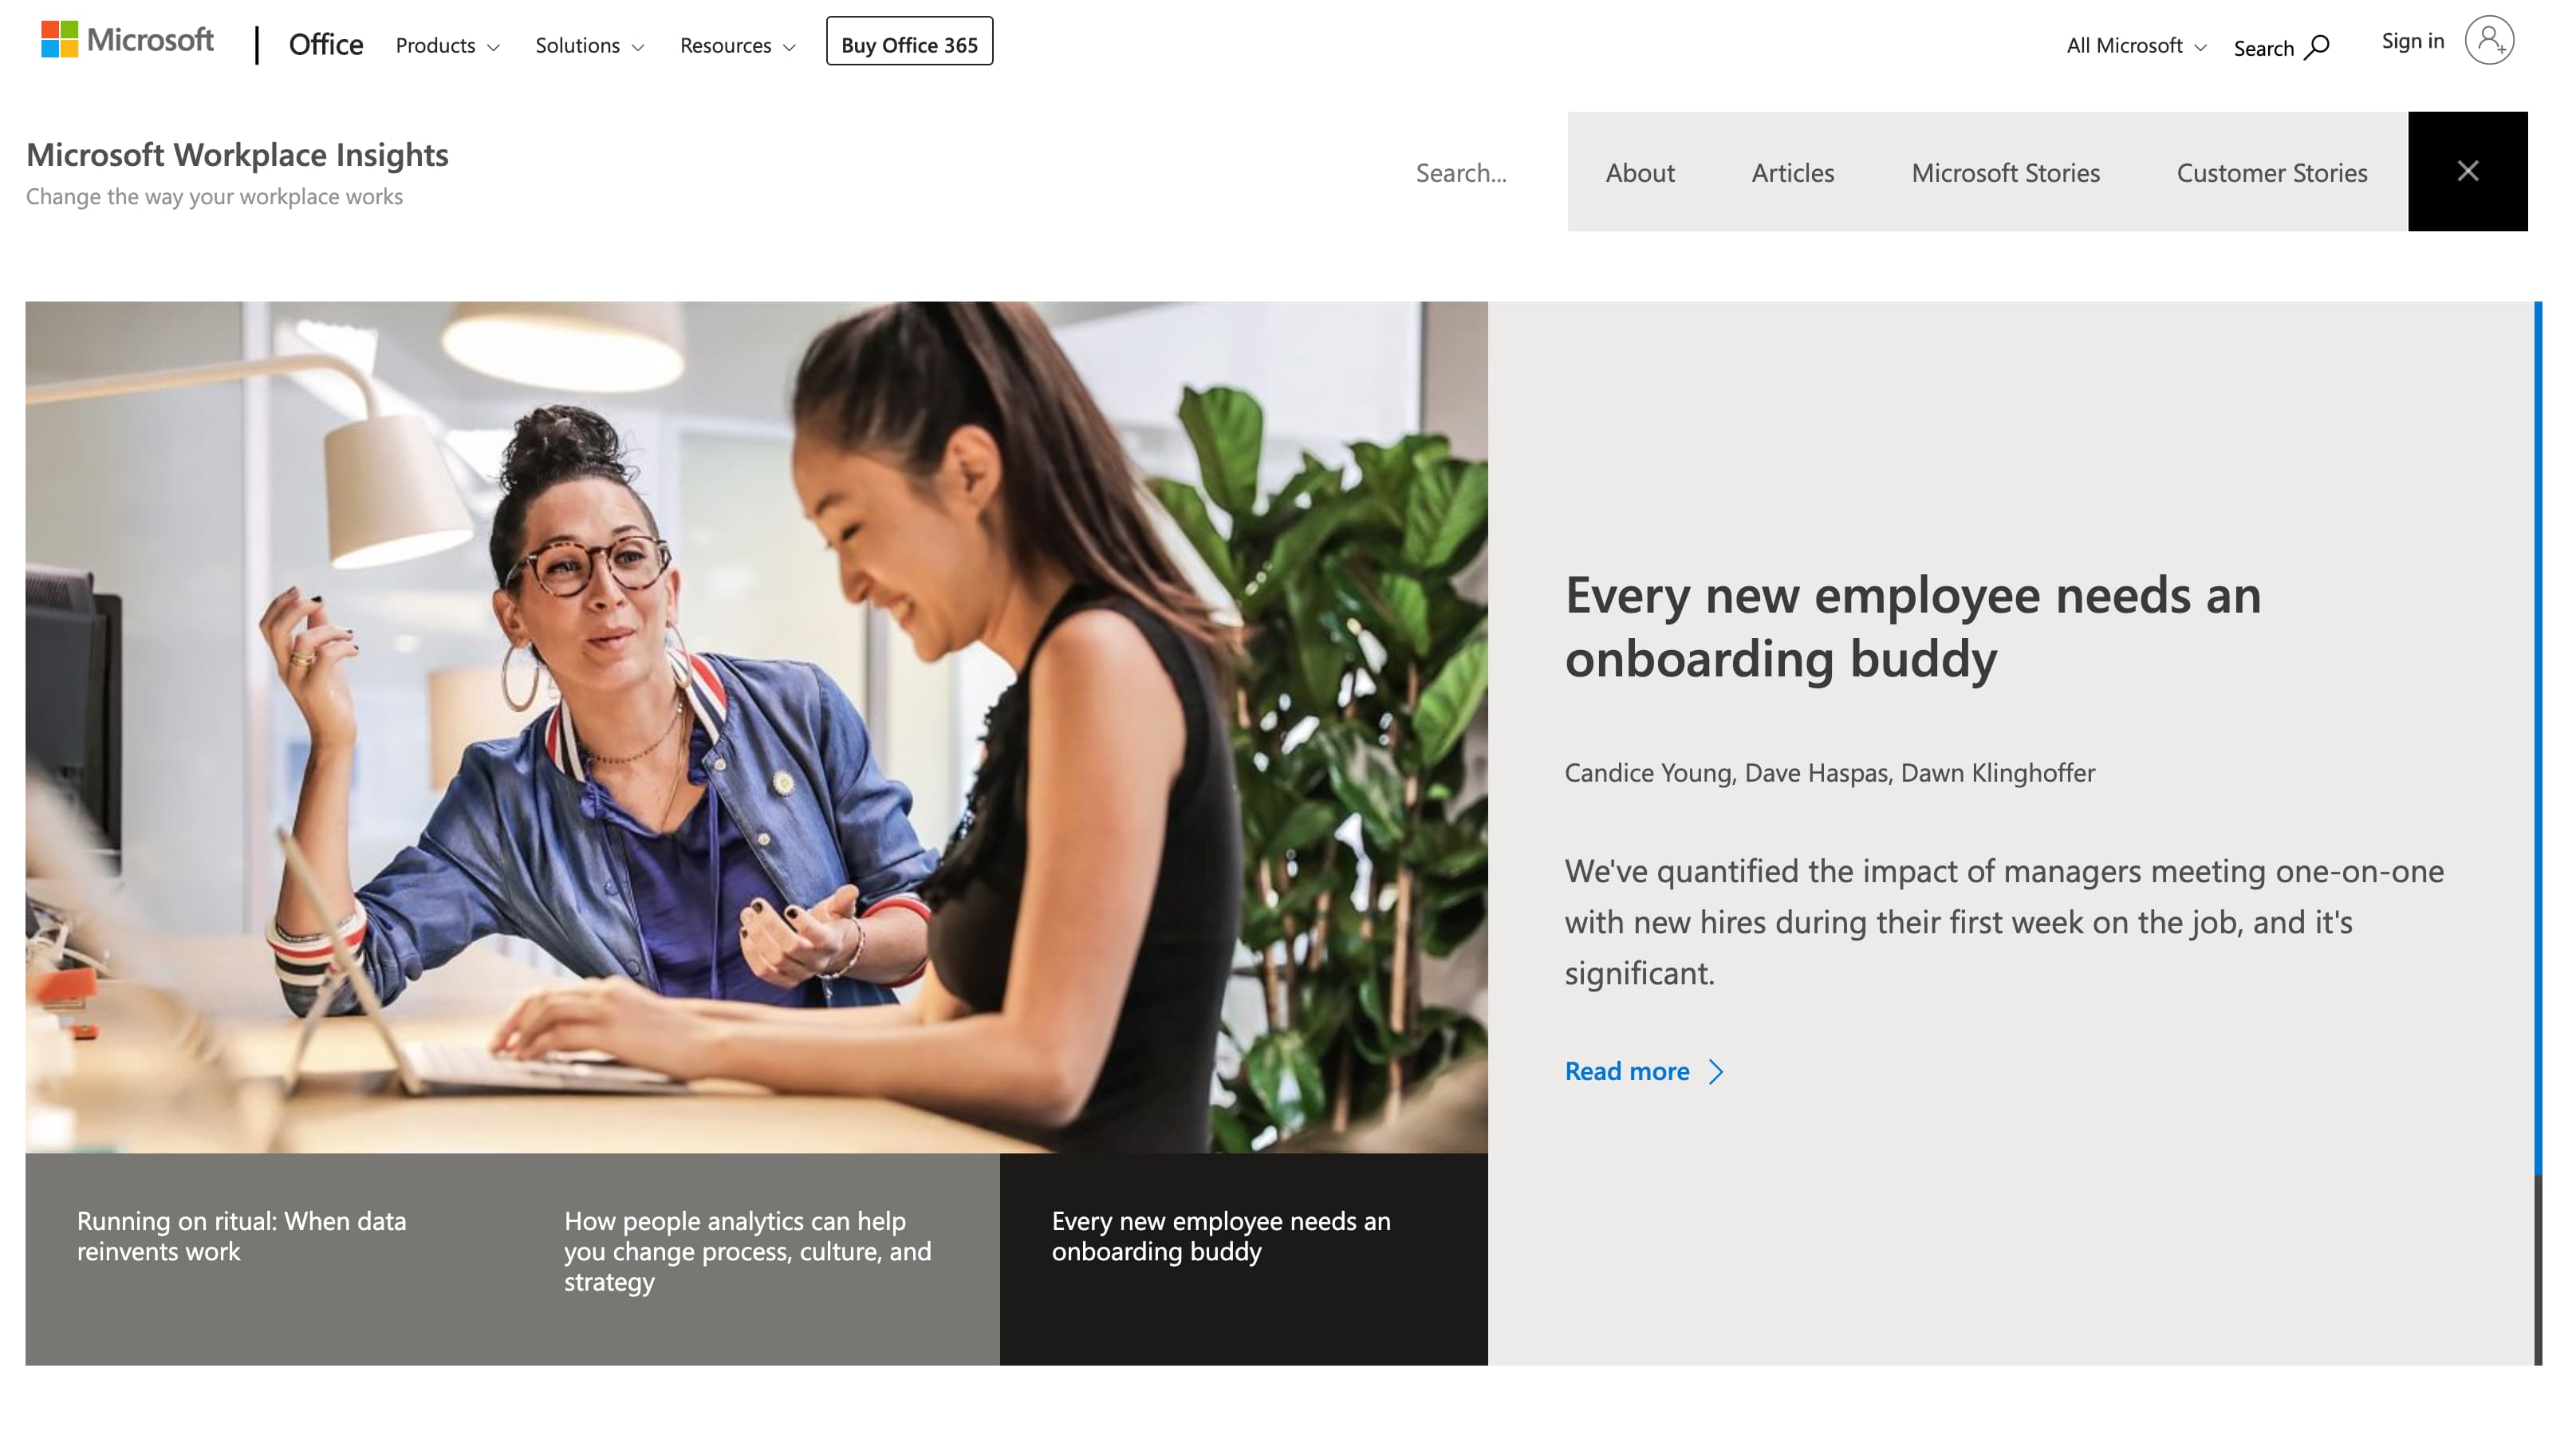 Microsoft
Office
Products
Solutions
Resources
Buy Office 365
All Microsoft
Search
Sign in
Microsoft Workplace Insights
Change the way your workplace works
Search...
About
Articles
Microsoft Stories
Customer Stories
Every new employee needs an
onboarding buddy
Candice Young, Dave Haspas, Dawn Klinghoffer
We've quantified the impact of managers meeting one-on-one
with new hires during their first week on the job, and it's
significant.
Read more
Running on ritual: When data
reinvents work
How people analytics can help
you change process, culture, and
strategy
Every new employee needs an
onboarding buddy